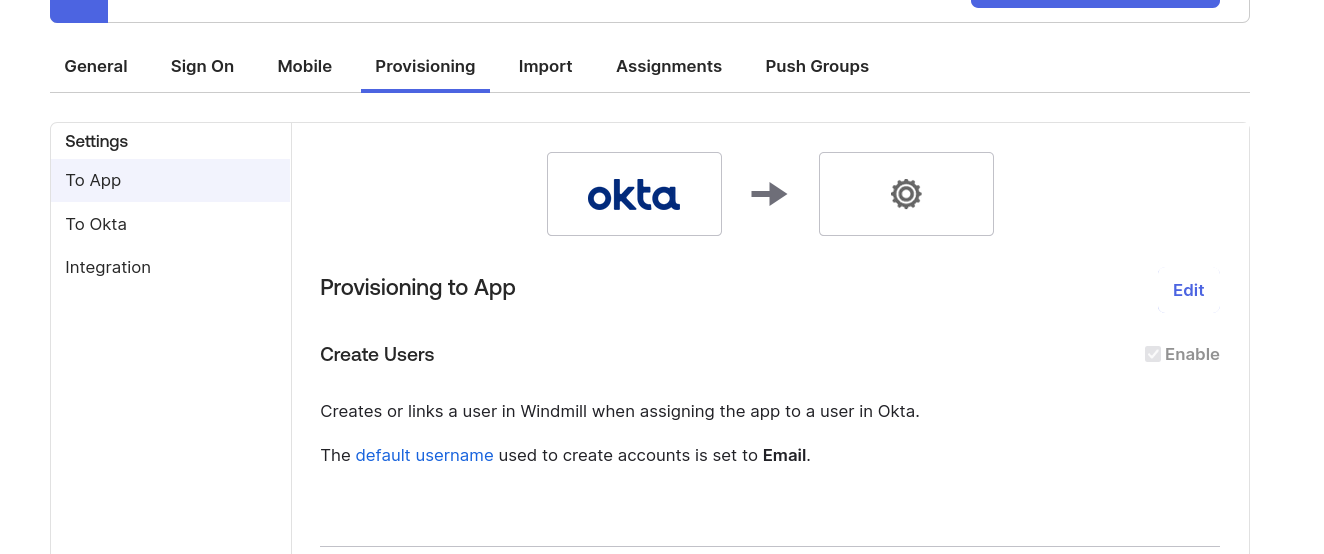 General Sign On Mobile Provisioning Import Assignments Push Groups
Settings
To App
To Okta
Integration
okta
Provisioning to App
Edit
Create Users
Enable
Creates or links a user in Windmill when assigning the app to a user in Okta.
The default username used to create accounts is set to Email.